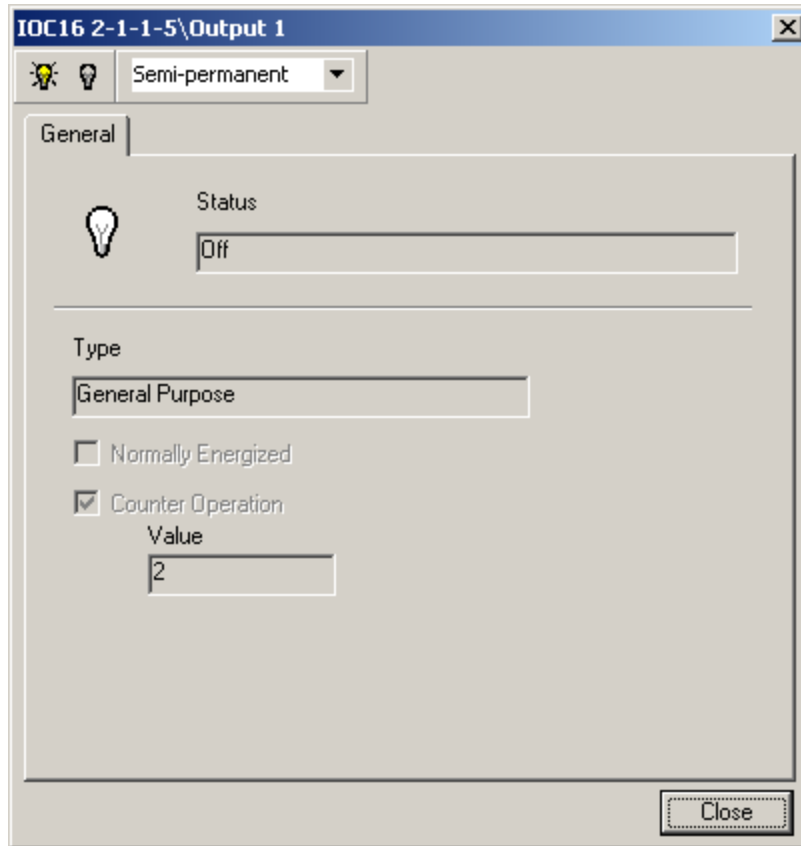 IOC16 2-1-1-5\Output 1
Semi-permanent
General
Status
Off
Type
General Purpose
Normally Energized
Counter Operation
Value
2
Close